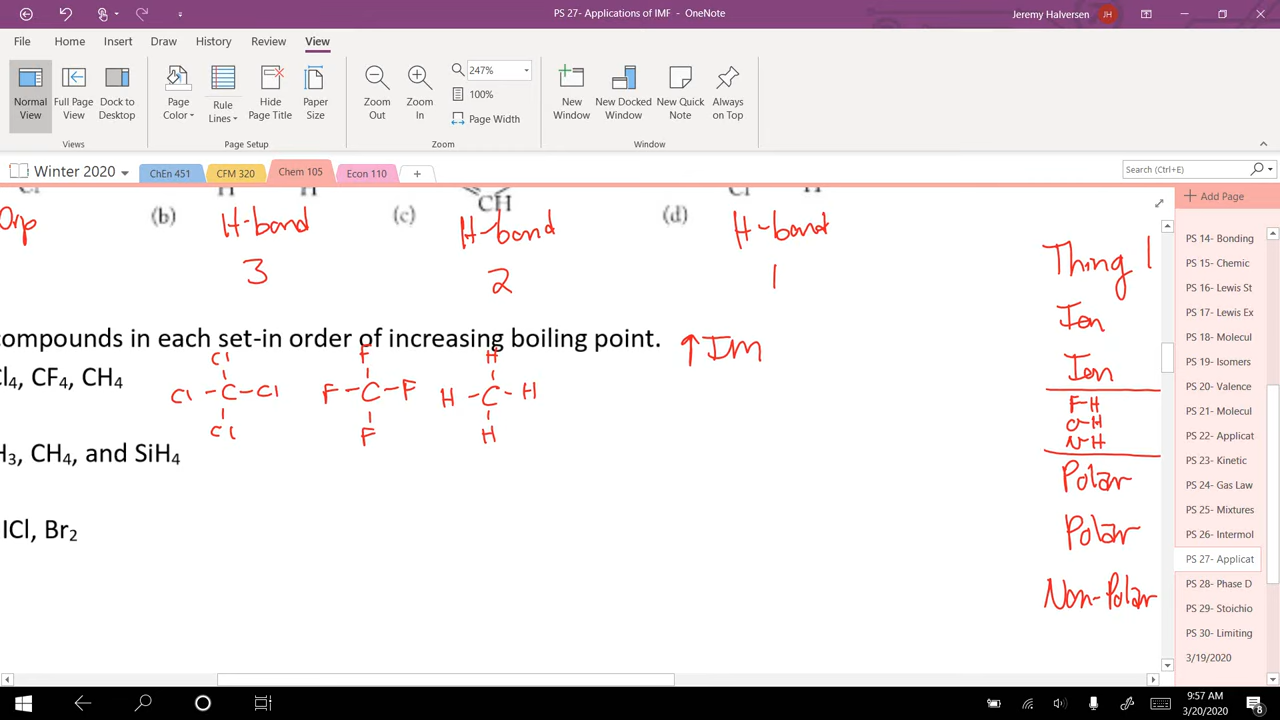 PS 27- Applications of IMF - OneNote
Jeremy Halversen JH
File Home Insert Draw History Review View
Normal View
Full Page View
Dock to Desktop
Page Color
Rule Lines
Hide Page Title
Paper Size
Zoom Out
Zoom In
247%
100%
Page Width
New Window
New Docked Window
New Quick Note
Always on Top
Views
Page Setup
Zoom
Window
Winter 2020
ChEn 451
CFM 320
Chem 105
Econ 110
Search (Ctrl+E)
Add Page
(b)
(c)
CH
(d)
H-bond
H-bond
H-bond
3
2
1
compounds in each set-in order of increasing boiling point.
↑ Im
Cl4, CF4, CH4
Cl
Cl - C - Cl
Cl
F
F - C - F
F
H
H - C - H
H
H3, CH4, and SiH4
ICl, Br2
Thing 1
Ion
Ion
F-H
O-H
N-H
Polar
Polar
Non-Polar
PS 14- Bonding
PS 15- Chemic
PS 16- Lewis St
PS 17- Lewis Ex
PS 18- Molecul
PS 19- Isomers
PS 20- Valence
PS 21- Molecul
PS 22- Applicat
PS 23- Kinetic
PS 24- Gas Law
PS 25- Mixtures
PS 26- Intermol
PS 27- Applicat
PS 28- Phase D
PS 29- Stoichio
PS 30- Limiting
3/19/2020
9:57 AM
3/20/2020
8